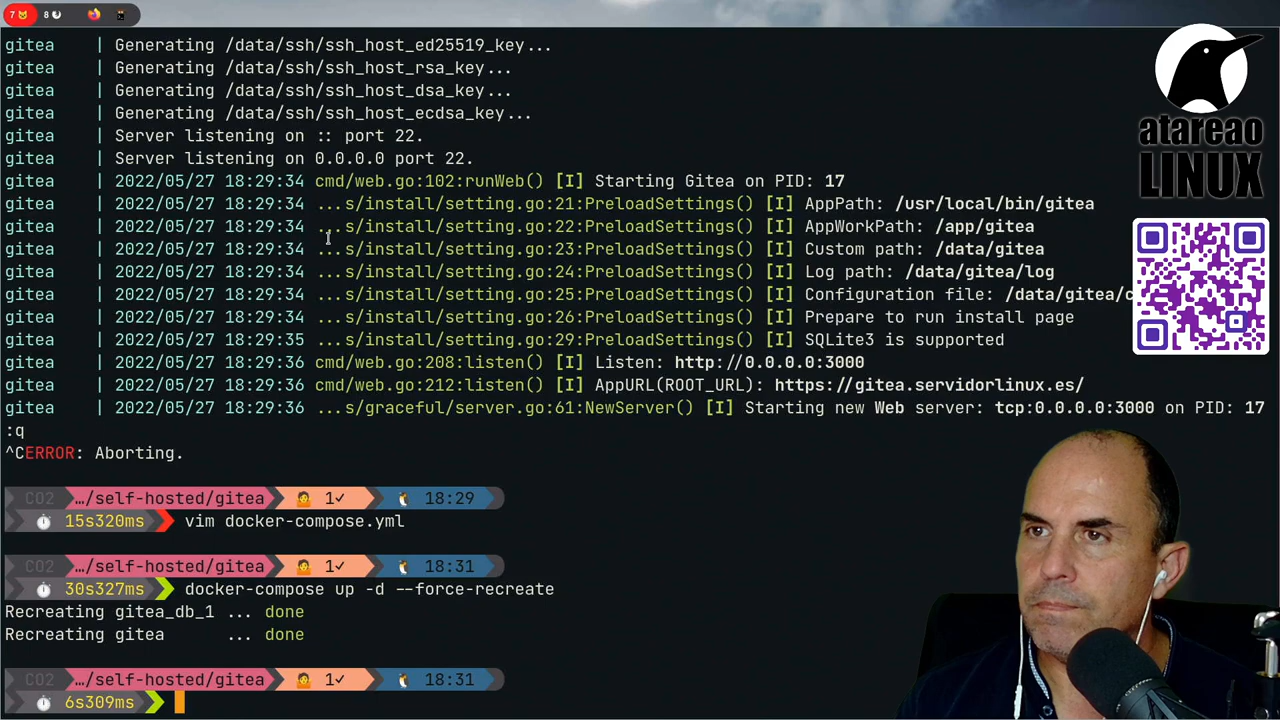 7 8
gitea | Generating /data/ssh/ssh_host_ed25519_key...
gitea | Generating /data/ssh/ssh_host_rsa_key...
gitea | Generating /data/ssh/ssh_host_dsa_key...
gitea | Generating /data/ssh/ssh_host_ecdsa_key...
gitea | Server listening on :: port 22.
gitea | Server listening on 0.0.0.0 port 22.
gitea | 2022/05/27 18:29:34 cmd/web.go:102:runWeb() [I] Starting Gitea on PID: 17
gitea | 2022/05/27 18:29:34 ...s/install/setting.go:21:PreloadSettings() [I] AppPath: /usr/local/bin/gitea
gitea | 2022/05/27 18:29:34 ...s/install/setting.go:22:PreloadSettings() [I] AppWorkPath: /app/gitea
gitea | 2022/05/27 18:29:34 ...s/install/setting.go:23:PreloadSettings() [I] Custom path: /data/gitea
gitea | 2022/05/27 18:29:34 ...s/install/setting.go:24:PreloadSettings() [I] Log path: /data/gitea/log
gitea | 2022/05/27 18:29:34 ...s/install/setting.go:25:PreloadSettings() [I] Configuration file: /data/gitea/c
gitea | 2022/05/27 18:29:34 ...s/install/setting.go:26:PreloadSettings() [I] Prepare to run install page
gitea | 2022/05/27 18:29:35 ...s/install/setting.go:29:PreloadSettings() [I] SQLite3 is supported
gitea | 2022/05/27 18:29:36 cmd/web.go:208:listen() [I] Listen: http://0.0.0.0:3000
gitea | 2022/05/27 18:29:36 cmd/web.go:212:listen() [I] AppURL(ROOT_URL): https://gitea.servidorlinux.es/
gitea | 2022/05/27 18:29:36 ...s/graceful/server.go:61:NewServer() [I] Starting new Web server: tcp:0.0.0.0:3000 on PID: 17
:q
^CERROR: Aborting.
CO2 …/self-hosted/gitea 🤷 1✓ 🐧 18:29
⏱ 15s320ms vim docker-compose.yml
CO2 …/self-hosted/gitea 🤷 1✓ 🐧 18:31
⏱ 30s327ms docker-compose up -d --force-recreate
Recreating gitea_db_1 ... done
Recreating gitea ... done
CO2 …/self-hosted/gitea 🤷 1✓ 🐧 18:31
⏱ 6s309ms
atareao
LINUX